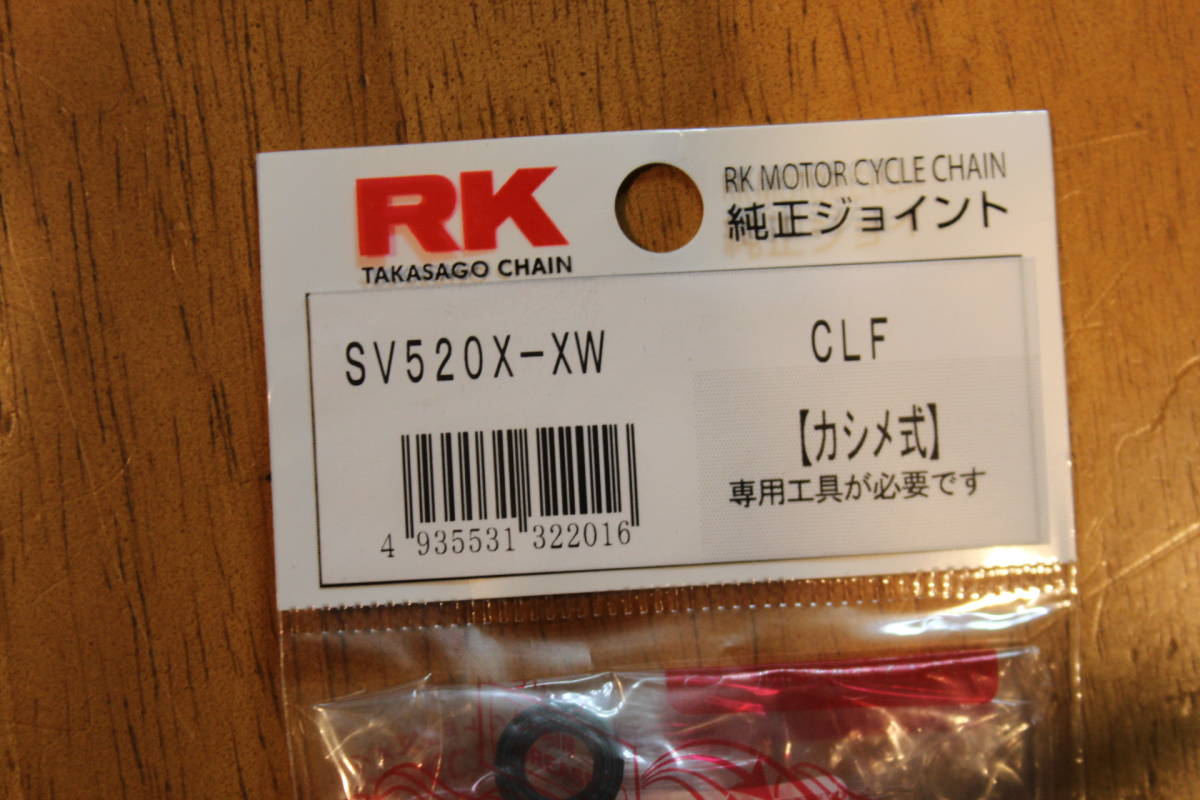 RK
TAKASAGO CHAIN
RK MOTOR CYCLE CHAIN
純正ジョイント
SV520X-XW
CLF
【カシメ式】
専用工具が必要です
4 935531 322016